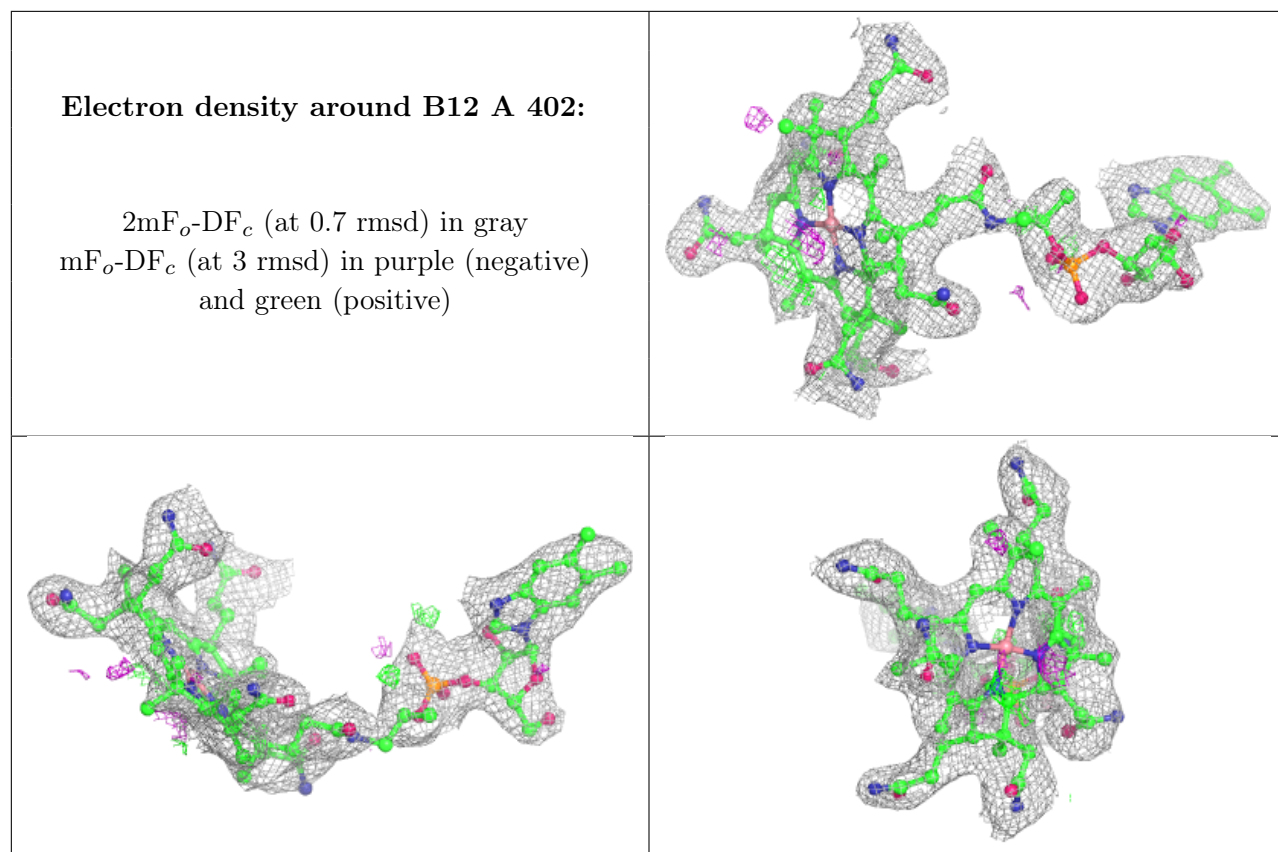 Electron density around B12 A 402:
2mFo-DFc (at 0.7 rmsd) in gray
mFo-DFc (at 3 rmsd) in purple (negative)
and green (positive)